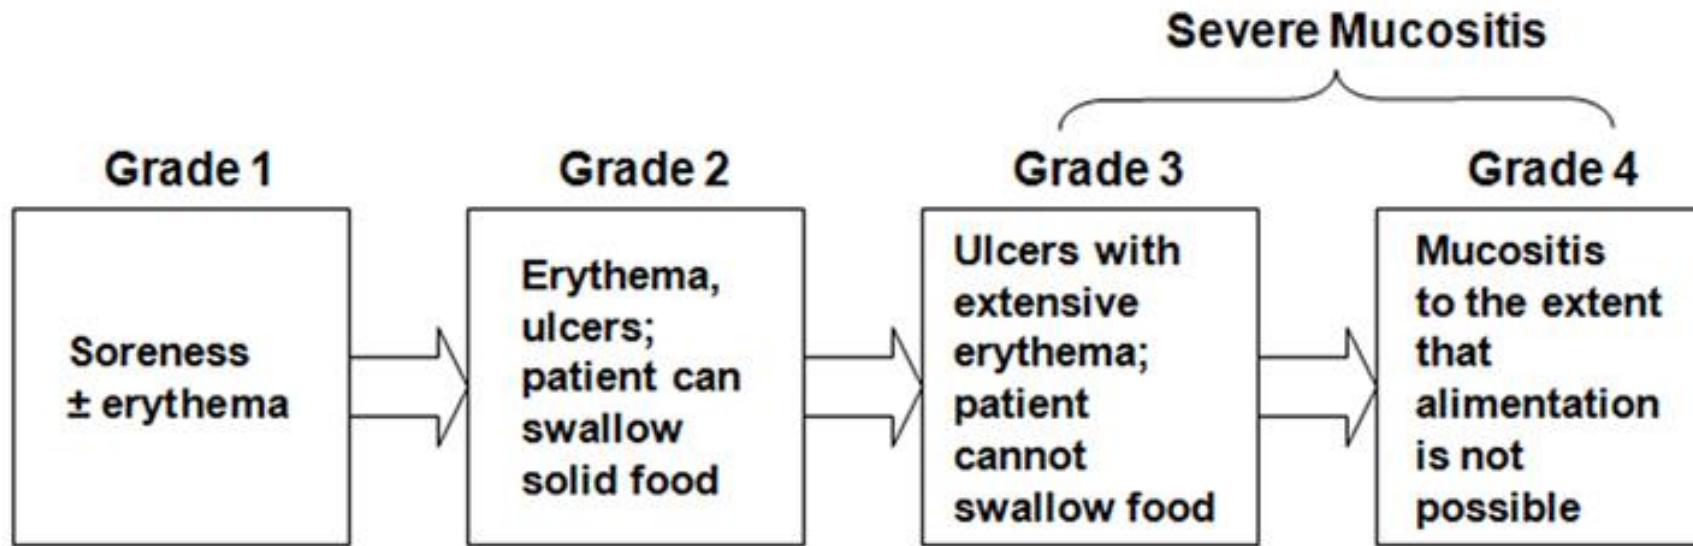 Severe Mucositis
Grade 1
Soreness
± erythema
Grade 2
Erythema,
ulcers;
patient can
swallow
solid food
Grade 3
Ulcers with
extensive
erythema;
patient
cannot
swallow food
Grade 4
Mucositis
to the extent
that
alimentation
is not
possible